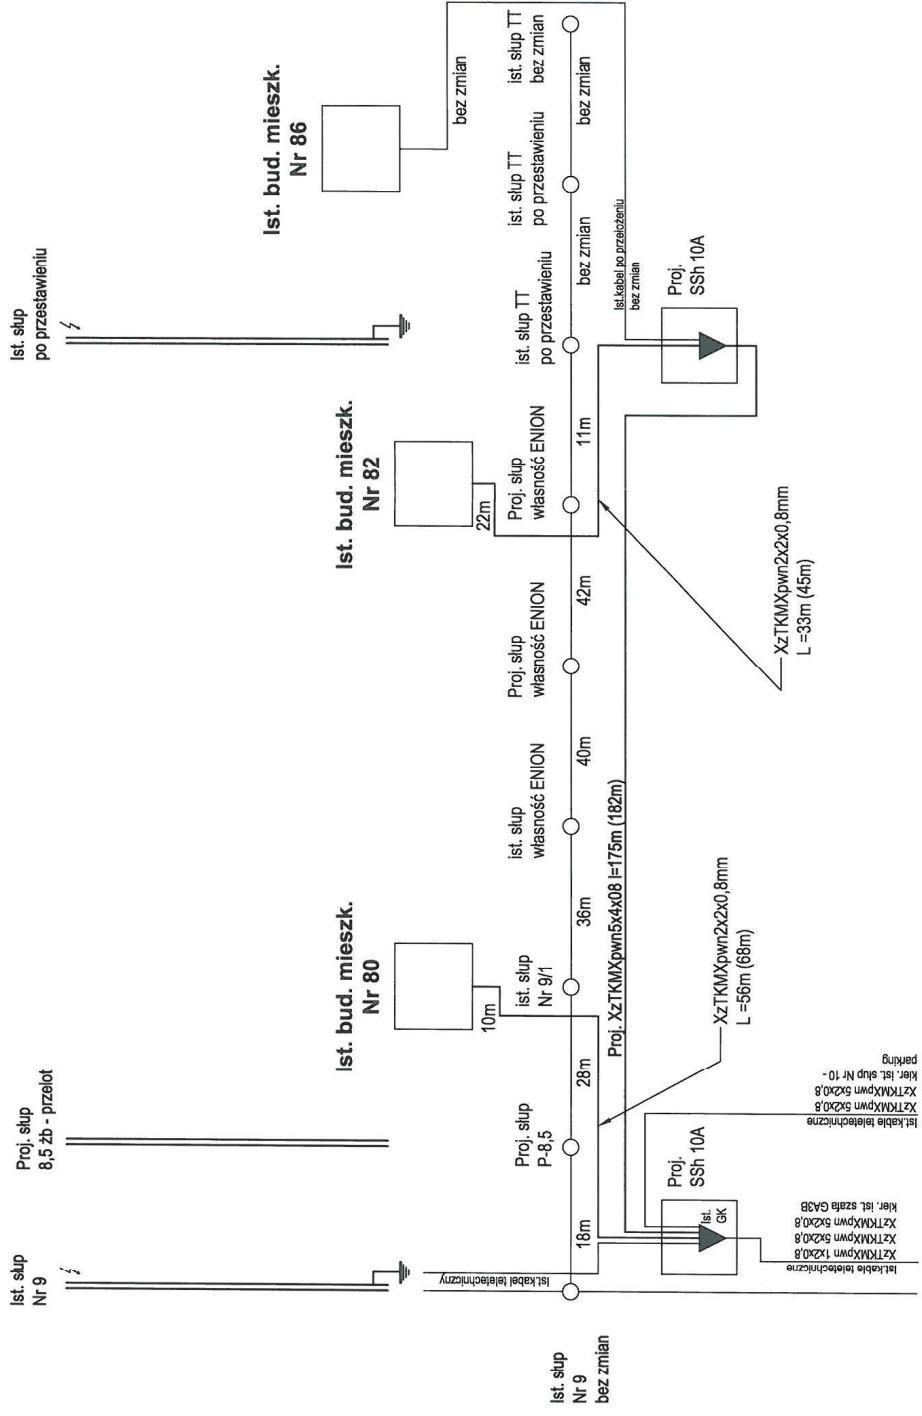 Ist. słup
Nr 9
Proj. słup
8,5 żb - przelot
Ist. słup
po przestawieniu
Ist. bud. mieszk.
Nr 80
Ist. bud. mieszk.
Nr 82
Ist. bud. mieszk.
Nr 86
10m
22m
bez zmian
Ist. słup
Nr 9
bez zmian
Proj. słup
P-8,5
ist. słup
Nr 9/1
ist. słup
własność ENION
Proj. słup
własność ENION
Proj. słup
własność ENION
ist. słup TT
po przestawieniu
ist. słup TT
po przestawieniu
ist. słup TT
bez zmian
18m
28m
36m
40m
42m
11m
bez zmian
bez zmian
Ist.kabel teletechniczny
Proj. XzTKMXpwn5x4x08 l=175m (182m)
Ist.kabel po przełożeniu
bez zmian
Proj.
SSh 10A
Ist.
GK
Proj.
SSh 10A
XzTKMXpwn2x2x0,8mm
L =56m (68m)
XzTKMXpwn2x2x0,8mm
L =33m (45m)
Ist.kable teletechniczne
XzTKMXpwn 1x2x0,8
XzTKMXpwn 5x2x0,8
XzTKMXpwn 5x2x0,8
kier. ist. szafa GA3B
Ist.kable teletechniczne
XzTKMXpwn 5x2x0,8
XzTKMXpwn 5x2x0,8
kier. ist. słup Nr 10 -
parking